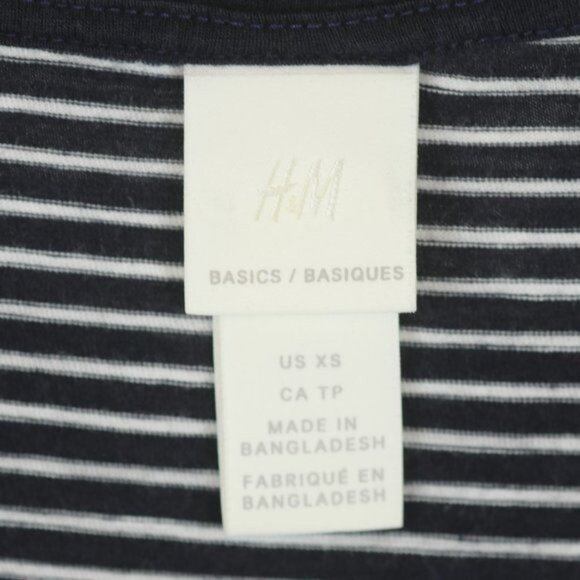 H&M
BASICS / BASIQUES
US XS
CA TP
MADE IN
BANGLADESH
FABRIQUÉ EN
BANGLADESH